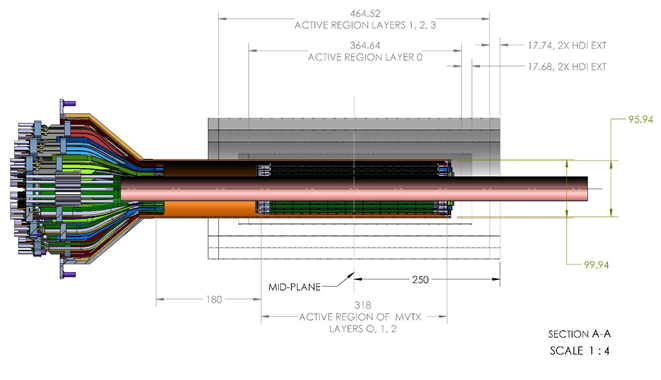 464.52
ACTIVE REGION LAYERS 1, 2, 3
364.64
ACTIVE REGION LAYER 0
17.74, 2X HDI EXT
17.68, 2X HDI EXT
95.94
99.94
MID-PLANE
250
180
318
ACTIVE REGION OF MVTX
LAYERS O, 1, 2
SECTION A-A
SCALE 1 : 4